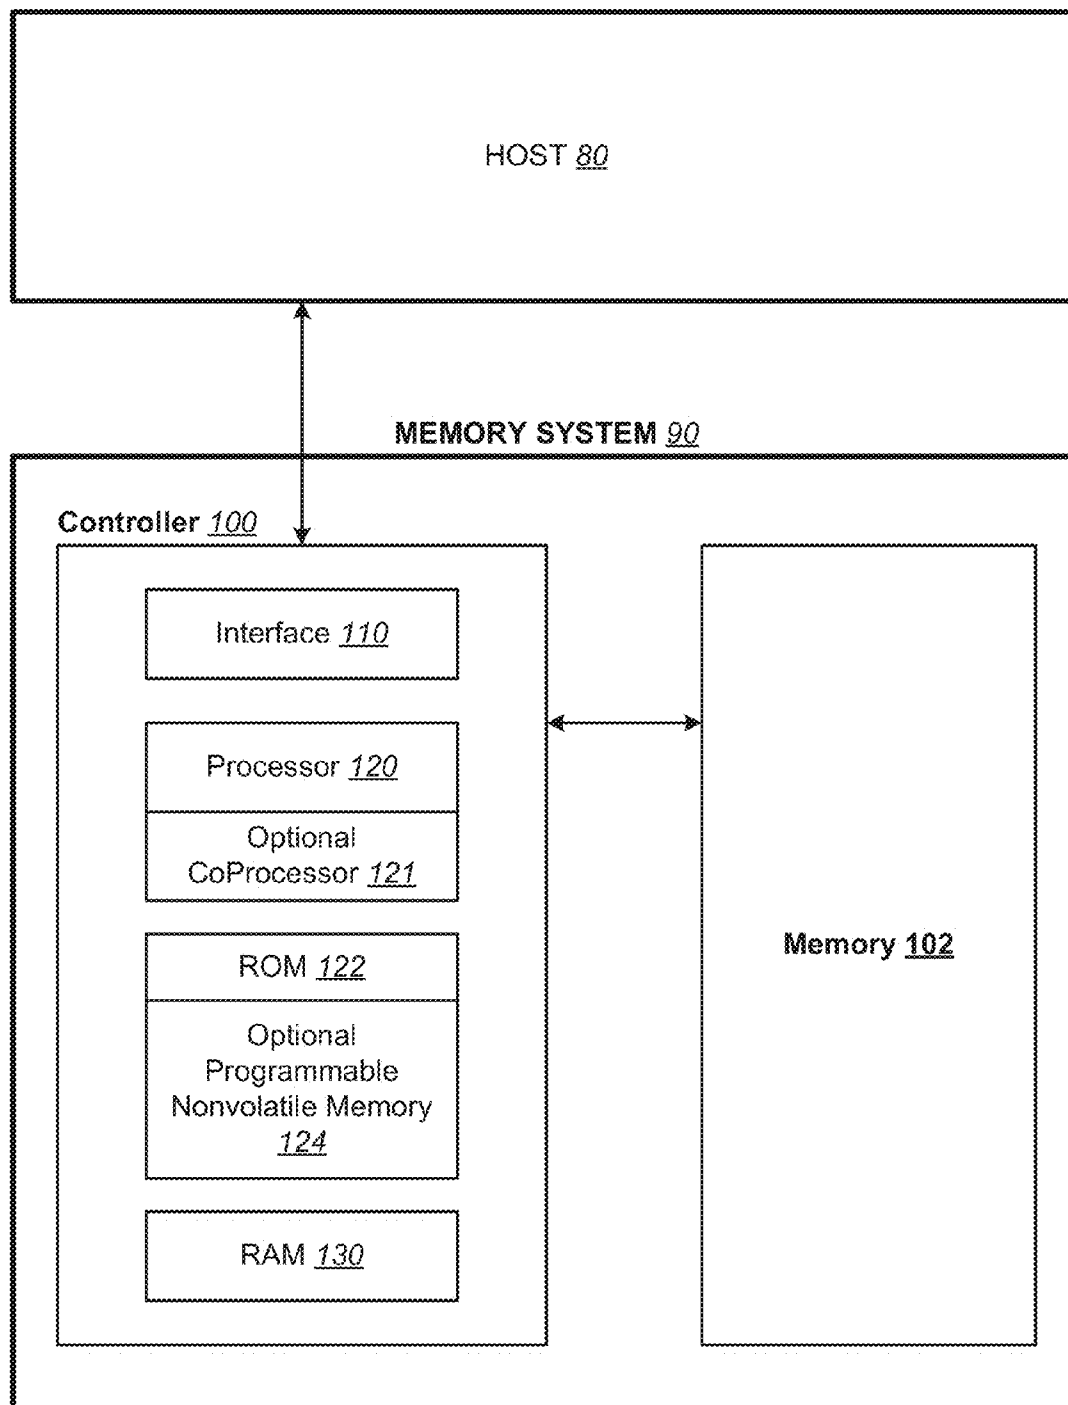 HOST 80
MEMORY SYSTEM 90
Controller 100
Interface 110
Processor 120
Optional
CoProcessor 121
ROM 122
Optional
Programmable
Nonvolatile Memory
124
RAM 130
Memory 102